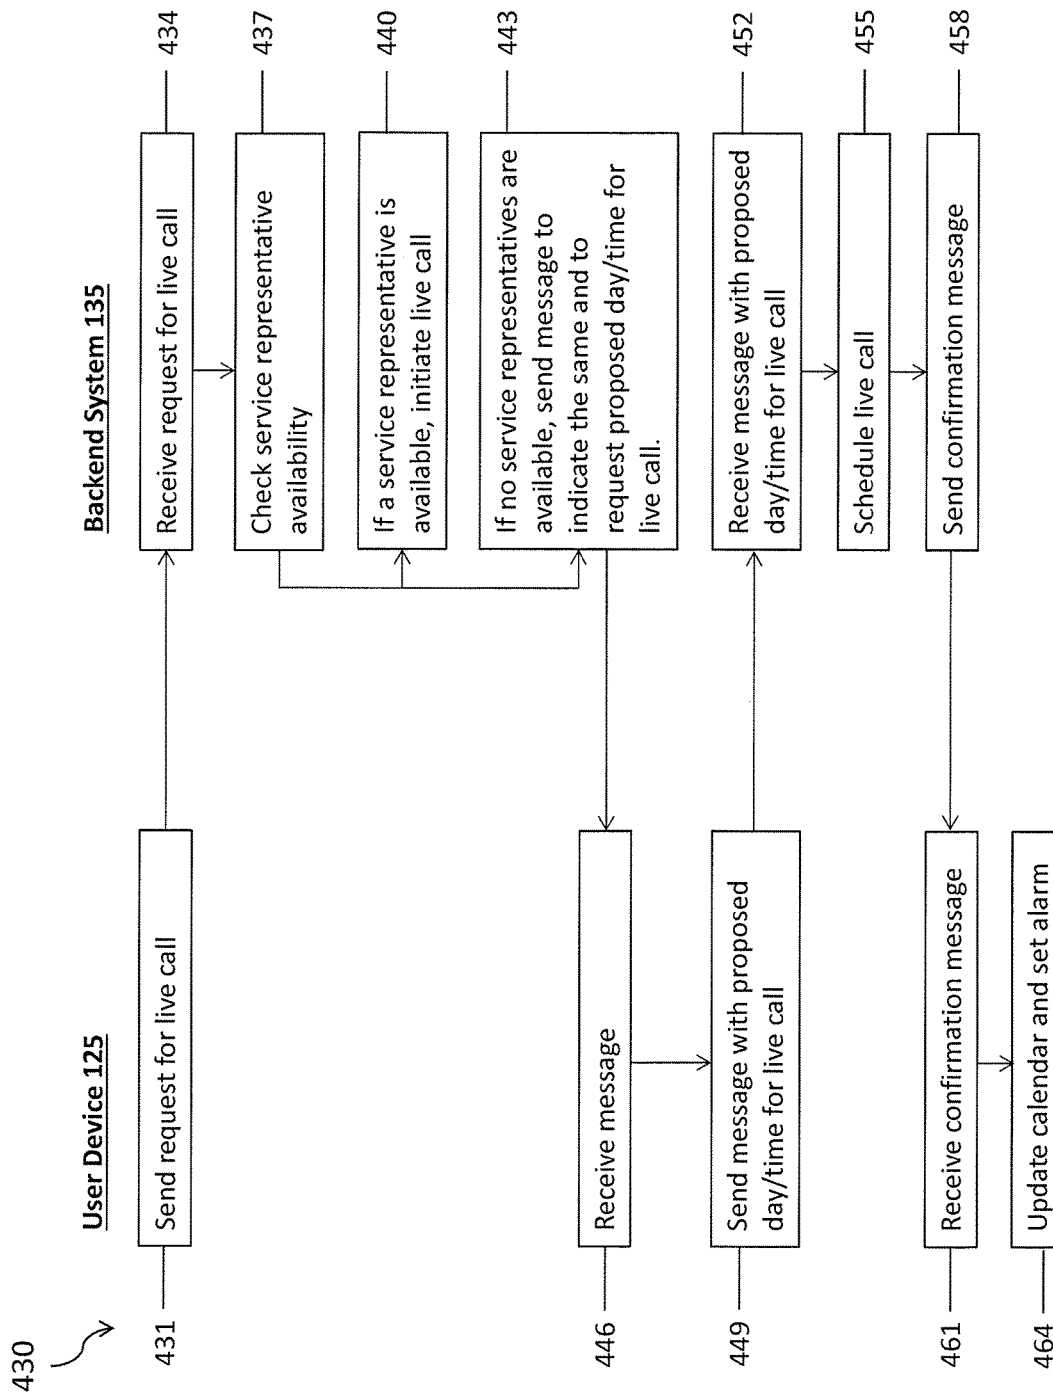 430
User Device 125
Backend System 135
431
Send request for live call
Receive request for live call
434
Check service representative
availability
437
If a service representative is
available, initiate live call
440
If no service representatives are
available, send message to
indicate the same and to
request proposed day/time for
live call.
443
446
Receive message
449
Send message with proposed
day/time for live call
Receive message with proposed
day/time for live call
452
Schedule live call
455
Send confirmation message
458
461
Receive confirmation message
464
Update calendar and set alarm